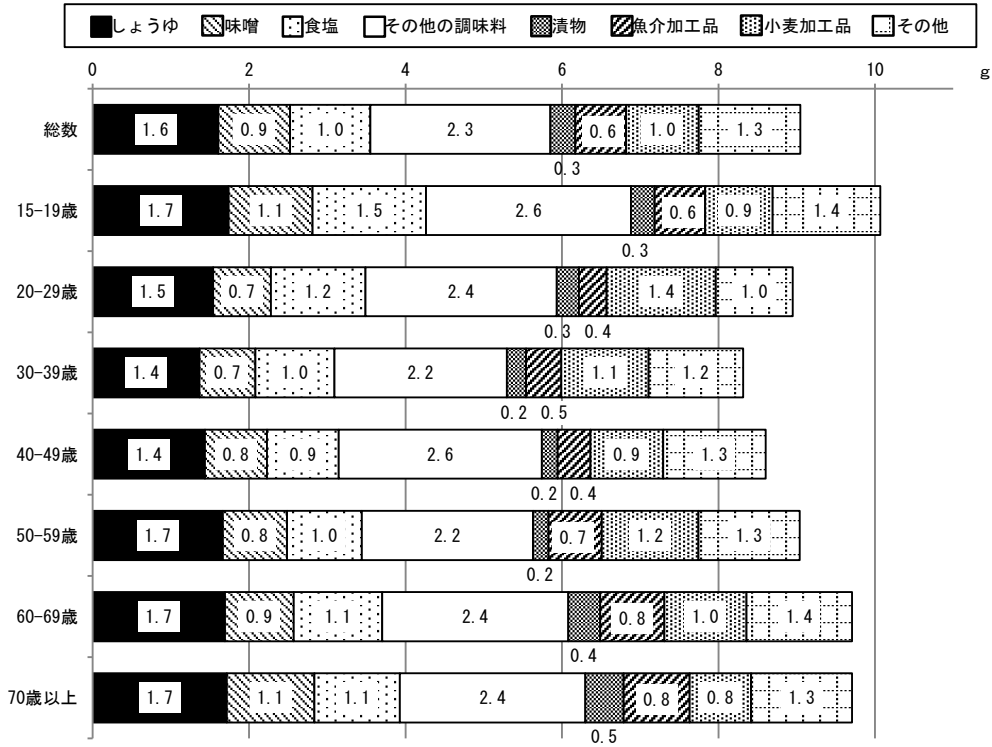 しょうゆ 味噌 食塩 その他の調味料 漬物 魚介加工品 小麦加工品 その他
0 2 4 6 8 10 g
総数 1.6 0.9 1.0 2.3 0.6 1.0 1.3
0.3
15-19歳 1.7 1.1 1.5 2.6 0.6 0.9 1.4
0.3
20-29歳 1.5 0.7 1.2 2.4 1.4 1.0
0.3 0.4
30-39歳 1.4 0.7 1.0 2.2 1.1 1.2
0.2 0.5
40-49歳 1.4 0.8 0.9 2.6 0.9 1.3
0.2 0.4
50-59歳 1.7 0.8 1.0 2.2 0.7 1.2 1.3
0.2
60-69歳 1.7 0.9 1.1 2.4 0.8 1.0 1.4
0.4
70歳以上 1.7 1.1 1.1 2.4 0.8 0.8 1.3
0.5